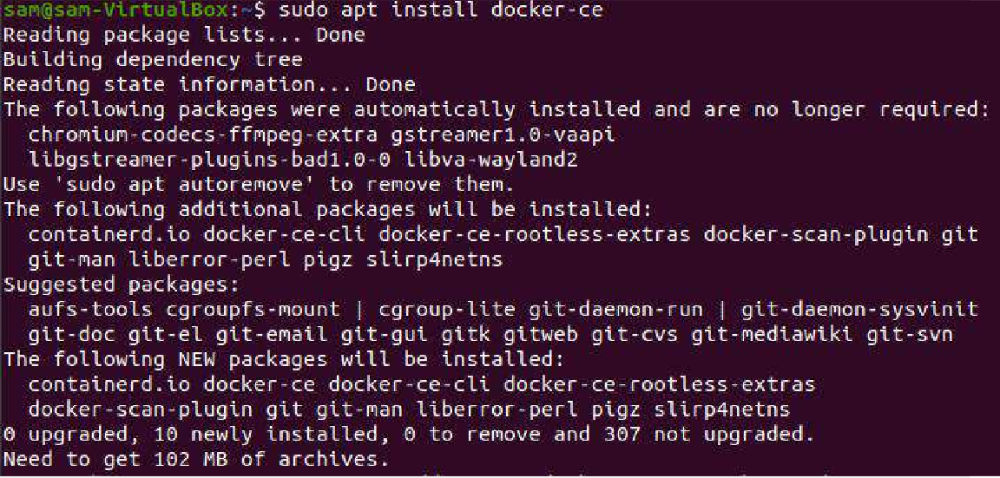 sam@sam-VirtualBox:~$ sudo apt install docker-ce
Reading package lists... Done
Building dependency tree
Reading state information... Done
The following packages were automatically installed and are no longer required:
  chromium-codecs-ffmpeg-extra gstreamer1.0-vaapi
  libgstreamer-plugins-bad1.0-0 libva-wayland2
Use 'sudo apt autoremove' to remove them.
The following additional packages will be installed:
  containerd.io docker-ce-cli docker-ce-rootless-extras docker-scan-plugin git
  git-man liberror-perl pigz slirp4netns
Suggested packages:
  aufs-tools cgroupfs-mount | cgroup-lite git-daemon-run | git-daemon-sysvinit
  git-doc git-el git-email git-gui gitk gitweb git-cvs git-mediawiki git-svn
The following NEW packages will be installed:
  containerd.io docker-ce docker-ce-cli docker-ce-rootless-extras
  docker-scan-plugin git git-man liberror-perl pigz slirp4netns
0 upgraded, 10 newly installed, 0 to remove and 307 not upgraded.
Need to get 102 MB of archives.